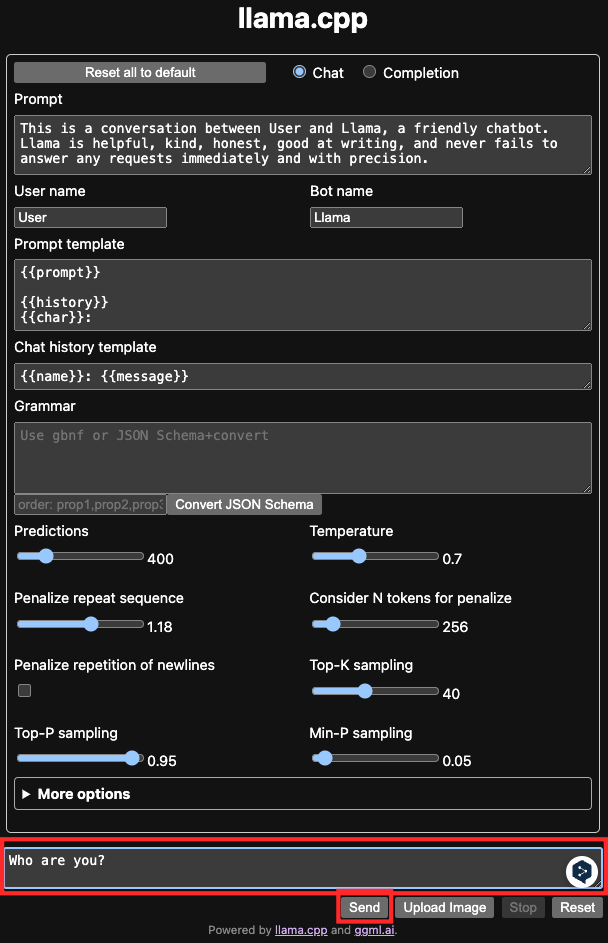 llama.cpp
Reset all to default
Chat
Completion
Prompt
This is a conversation between User and Llama, a friendly chatbot.
Llama is helpful, kind, honest, good at writing, and never fails to
answer any requests immediately and with precision.
User name
Bot name
User
Llama
Prompt template
{{prompt}}
{{history}}
{{char}}:
Chat history template
{{name}}: {{message}}
Grammar
Use gbnf or JSON Schema+convert
order: prop1,prop2,prop3
Convert JSON Schema
Predictions
Temperature
400
0.7
Penalize repeat sequence
Consider N tokens for penalize
1.18
256
Penalize repetition of newlines
Top-K sampling
40
Top-P sampling
Min-P sampling
0.95
0.05
▶ More options
Who are you?
Send
Upload Image
Stop
Reset
Powered by llama.cpp and ggml.ai.